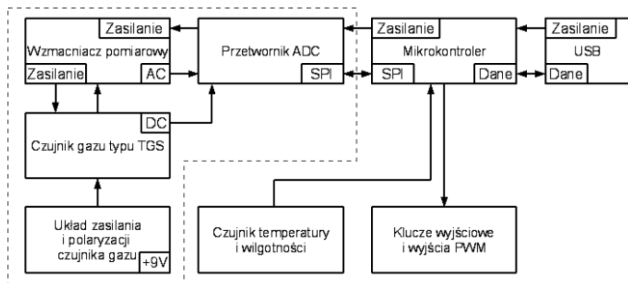 Zasilanie
Wzmacniacz pomiarowy
Zasilanie
AC
Przetwornik ADC
SPI
Zasilanie
Mikrokontroler
SPI
Dane
Zasilanie
USB
Dane
DC
Czujnik gazu typu TGS
Układ zasilania
i polaryzacji
czujnika gazu
+9V
Czujnik temperatury
i wilgotności
Klucze wyjściowe
i wyjścia PWM